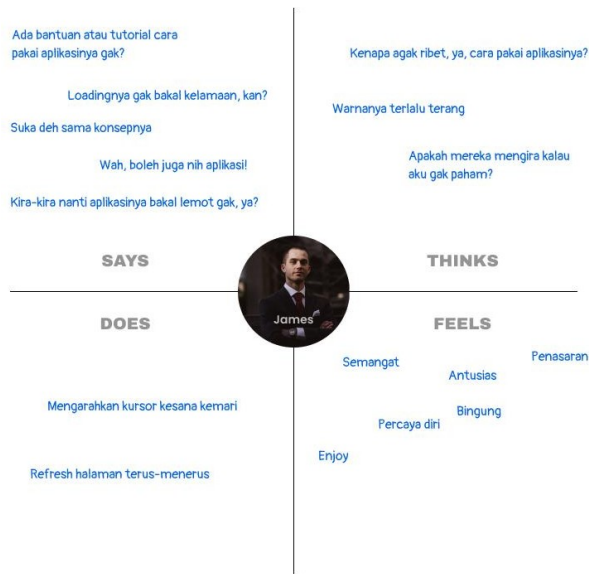 Ada bantuan atau tutorial cara
pakai aplikasinya gak?
Loadingnya gak bakal kelamaan, kan?
Suka deh sama konsepnya
Wah, boleh juga nih aplikasi!
Kira-kira nanti aplikasinya bakal lemot gak, ya?
SAYS
Kenapa agak ribet, ya, cara pakai aplikasinya?
Warnanya terlalu terang
Apakah mereka mengira kalau
aku gak paham?
THINKS
James
DOES
Mengarahkan kursor kesana kemari
Refresh halaman terus-menerus
FEELS
Penasaran
Semangat
Antusias
Bingung
Percaya diri
Enjoy